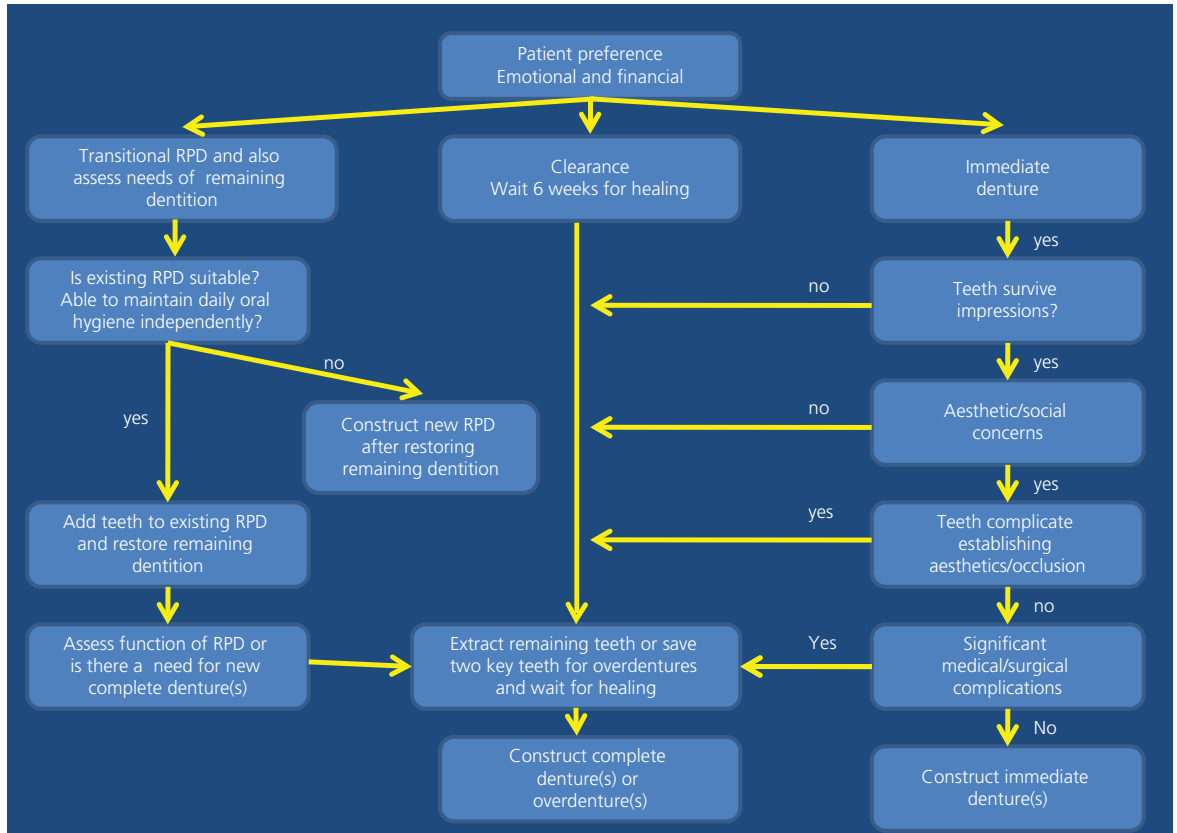 Patient preference
Emotional and financial
Transitional RPD and also
assess needs of remaining
dentition
Clearance
Wait 6 weeks for healing
Immediate
denture
yes
Is existing RPD suitable?
Able to maintain daily oral
hygiene independently?
no
Teeth survive
impressions?
yes
no
yes
Construct new RPD
after restoring
remaining dentition
no
Aesthetic/social
concerns
yes
Add teeth to existing RPD
and restore remaining
dentition
yes
Teeth complicate
establishing
aesthetics/occlusion
no
Assess function of RPD or
is there a need for new
complete denture(s)
Extract remaining teeth or save
two key teeth for overdentures
and wait for healing
Yes
Significant
medical/surgical
complications
No
Construct complete
denture(s) or
overdenture(s)
Construct immediate
denture(s)